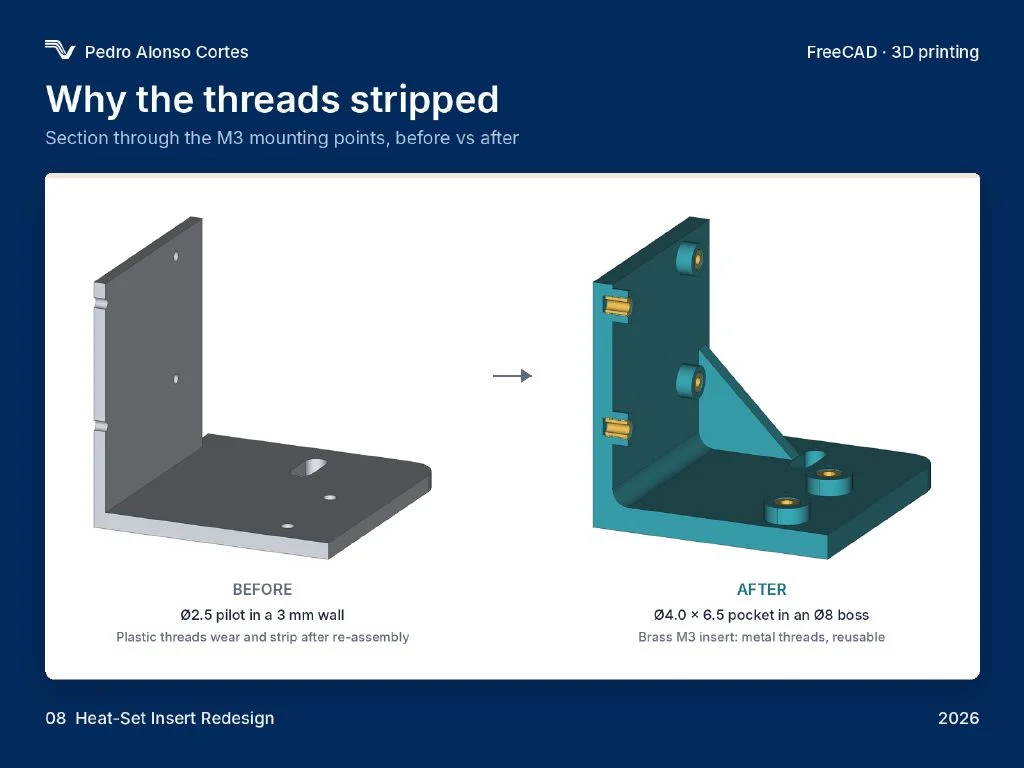 Pedro Alonso Cortes
FreeCAD · 3D printing
Why the threads stripped
Section through the M3 mounting points, before vs after
BEFORE
Ø2.5 pilot in a 3 mm wall
Plastic threads wear and strip after re-assembly
AFTER
Ø4.0 × 6.5 pocket in an Ø8 boss
Brass M3 insert: metal threads, reusable
08 Heat-Set Insert Redesign
2026